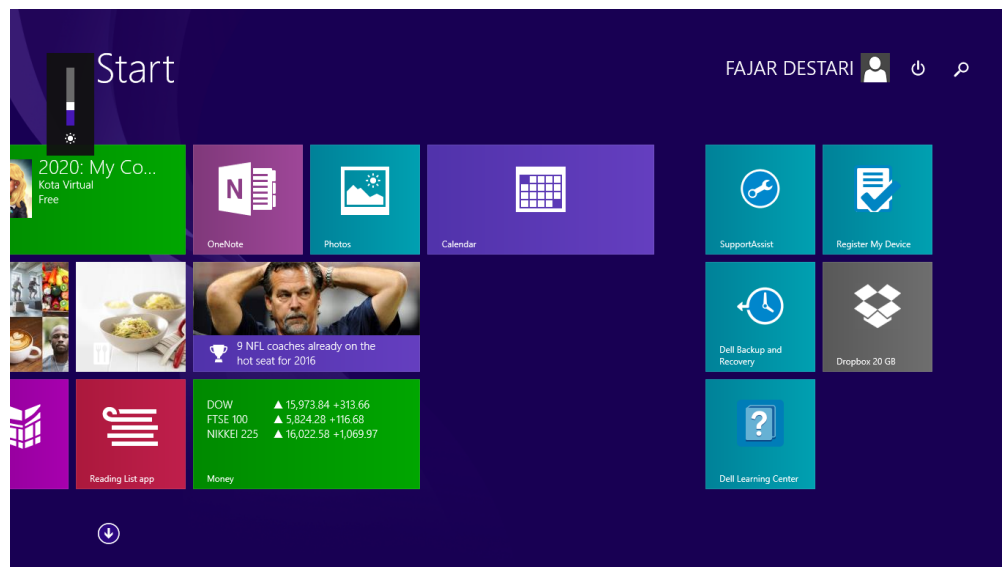 Start
FAJAR DESTARI
2020: My Co...
Kota Virtual
Free
N
OneNote
Photos
Calendar
SupportAssist
Register My Device
9 NFL coaches already on the
hot seat for 2016
Dell Backup and
Recovery
Dropbox 20 GB
Reading List app
DOW ▲ 15,973.84 +313.66
FTSE 100 ▲ 5,824.28 +116.68
NIKKEI 225 ▲ 16,022.58 +1,069.97
Money
?
Dell Learning Center